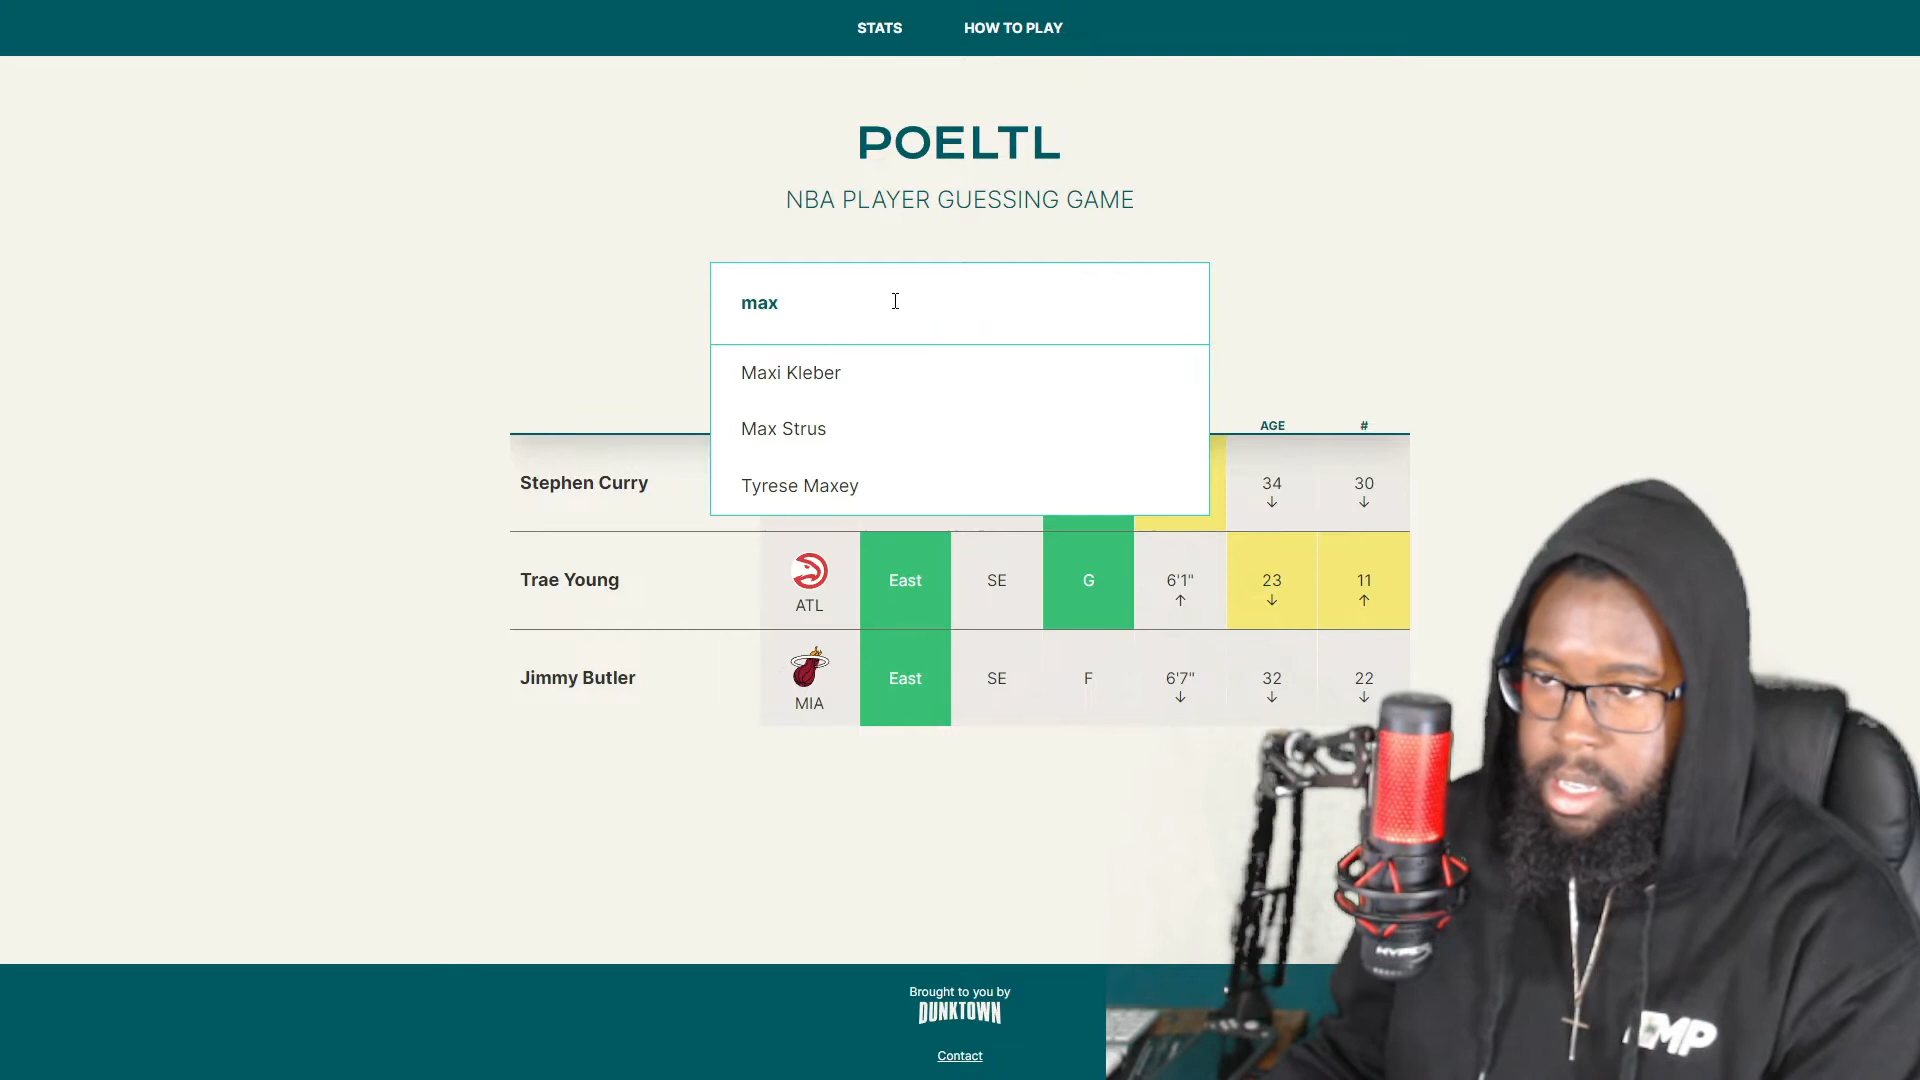 STATS HOW TO PLAY
POELTL
NBA PLAYER GUESSING GAME
max
Maxi Kleber
Max Strus
Tyrese Maxey
AGE #
Stephen Curry 34 30
↓ ↓
Trae Young ATL East SE G 6'1" 23 11
↑ ↓ ↑
Jimmy Butler MIA East SE F 6'7" 32 22
↓ ↓ ↓
Brought to you by
DUNKTOWN
Contact
HYPERX
AMP